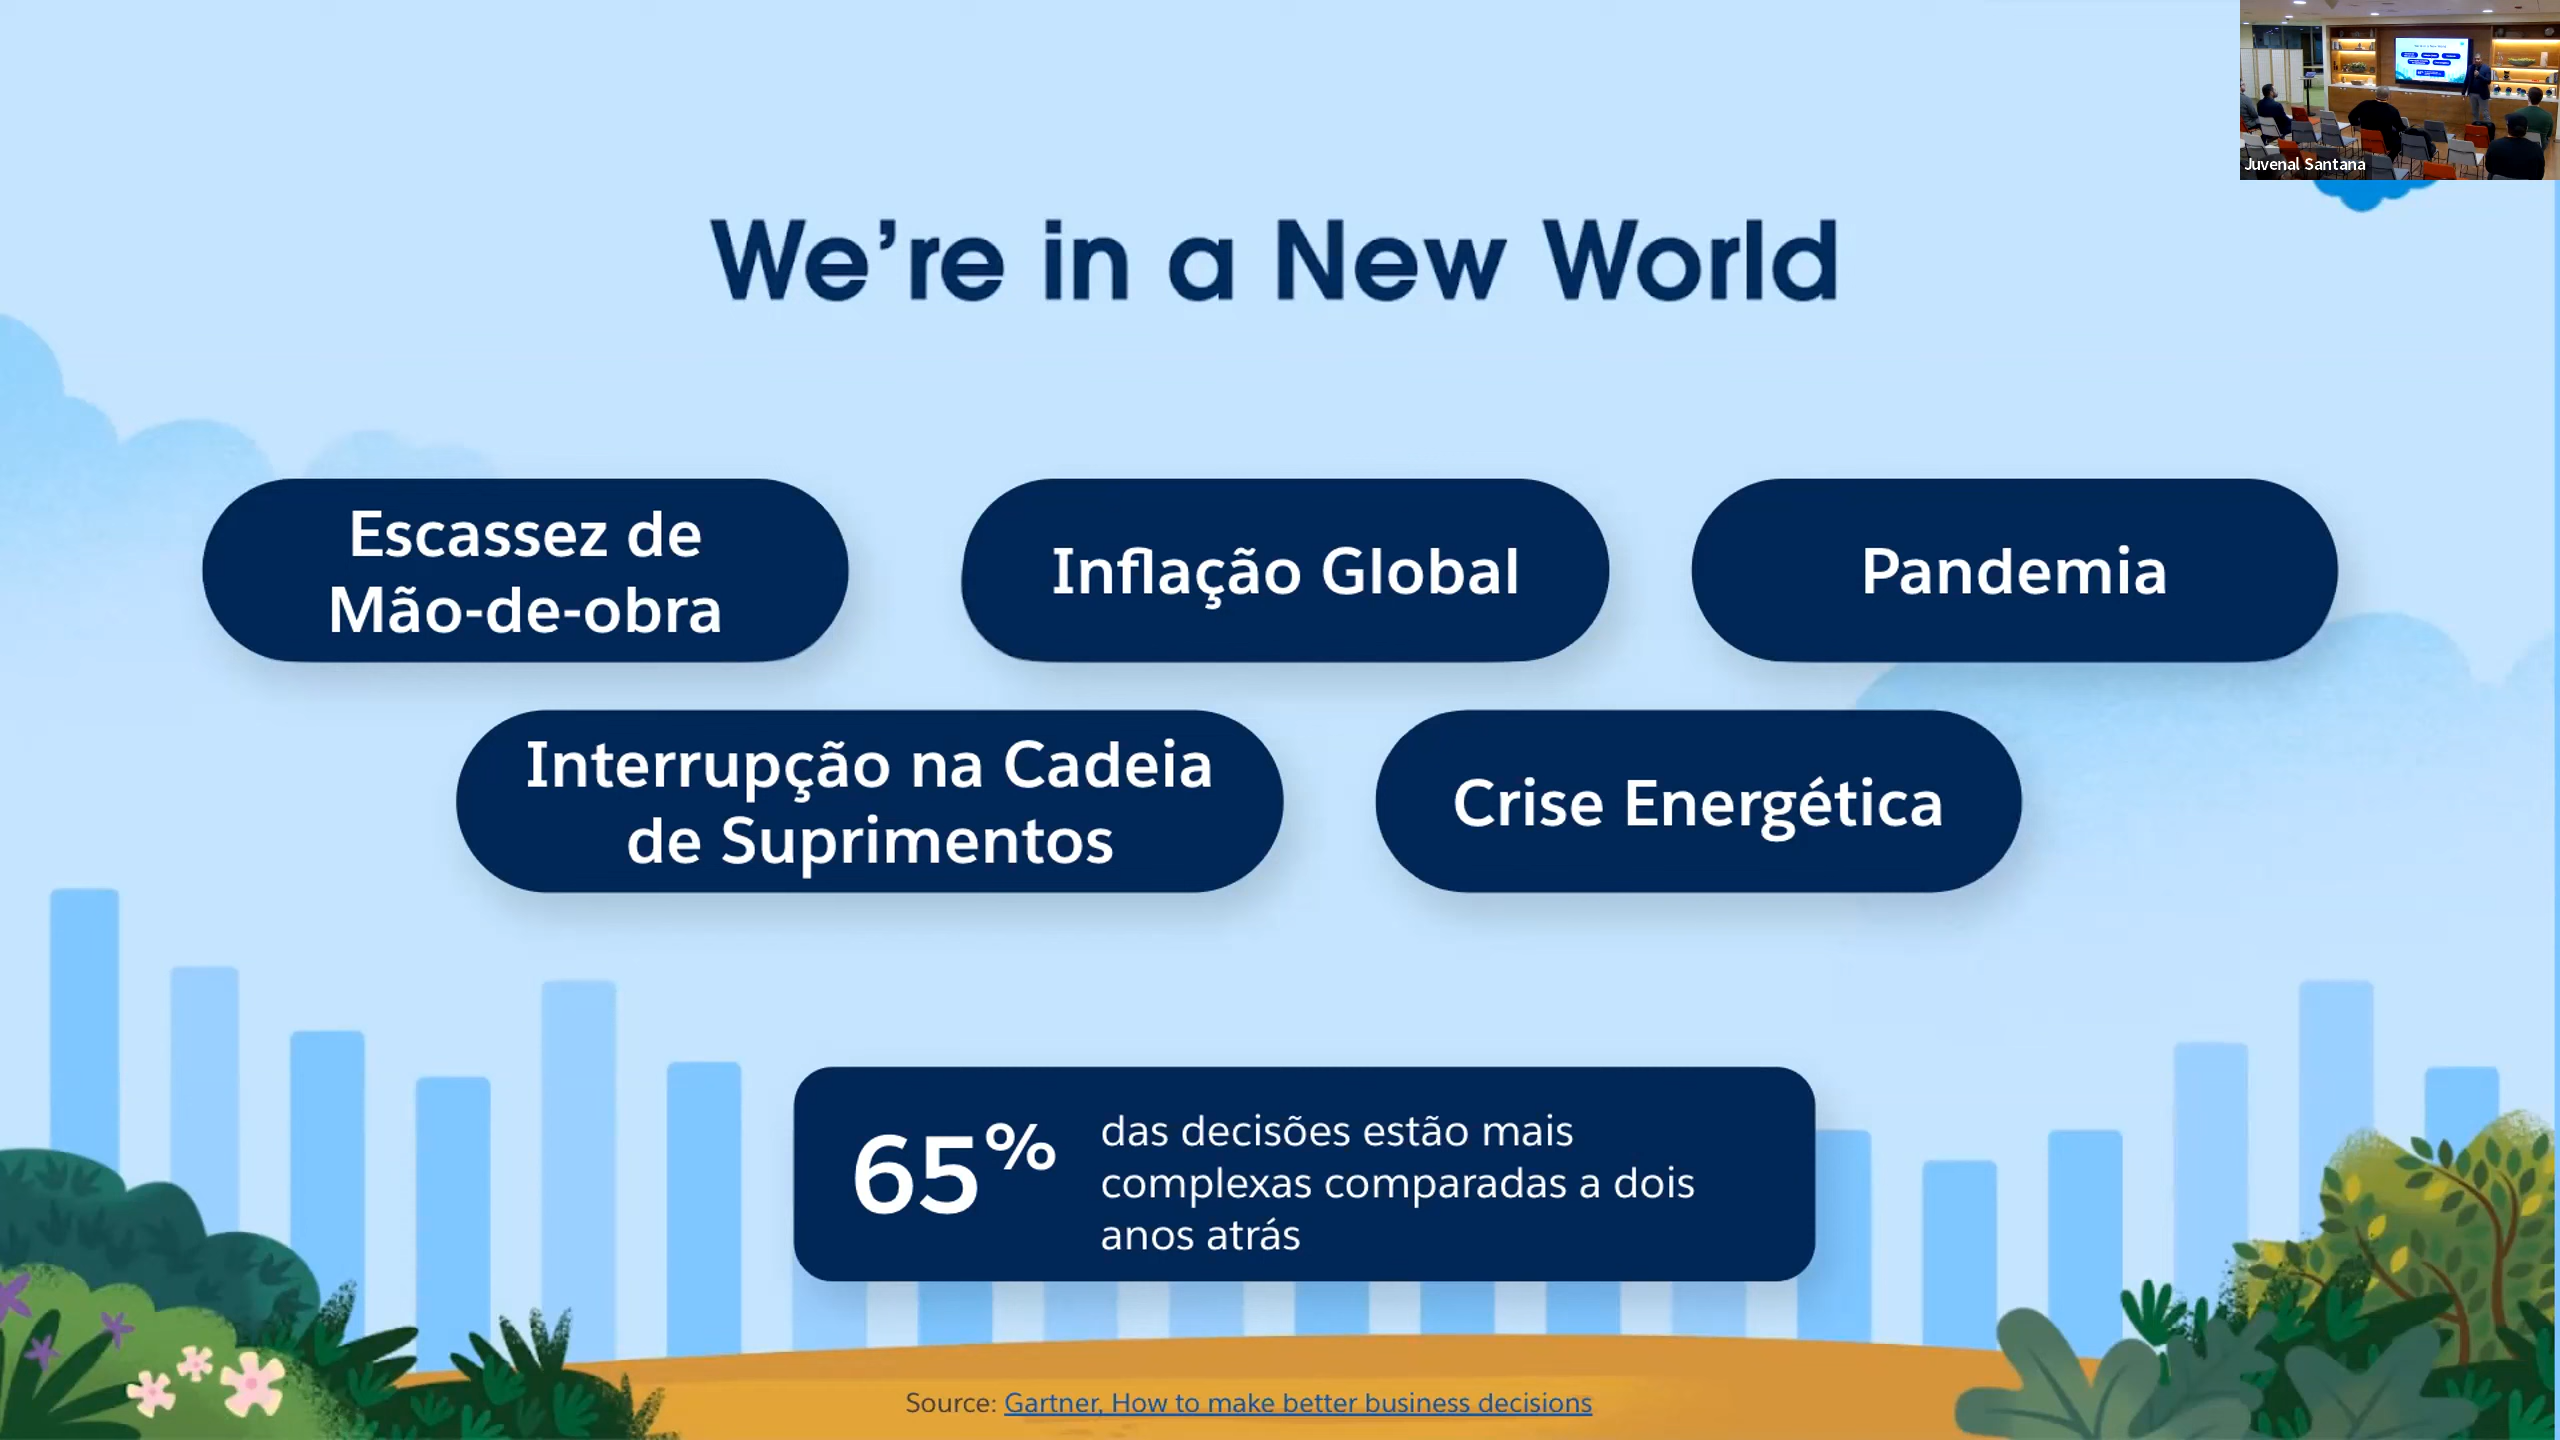 Juvenal Santana
We’re in a New World
Escassez de
Mão-de-obra
Inflação Global
Pandemia
Interrupção na Cadeia
de Suprimentos
Crise Energética
65%
das decisões estão mais
complexas comparadas a dois
anos atrás
Source: Gartner, How to make better business decisions